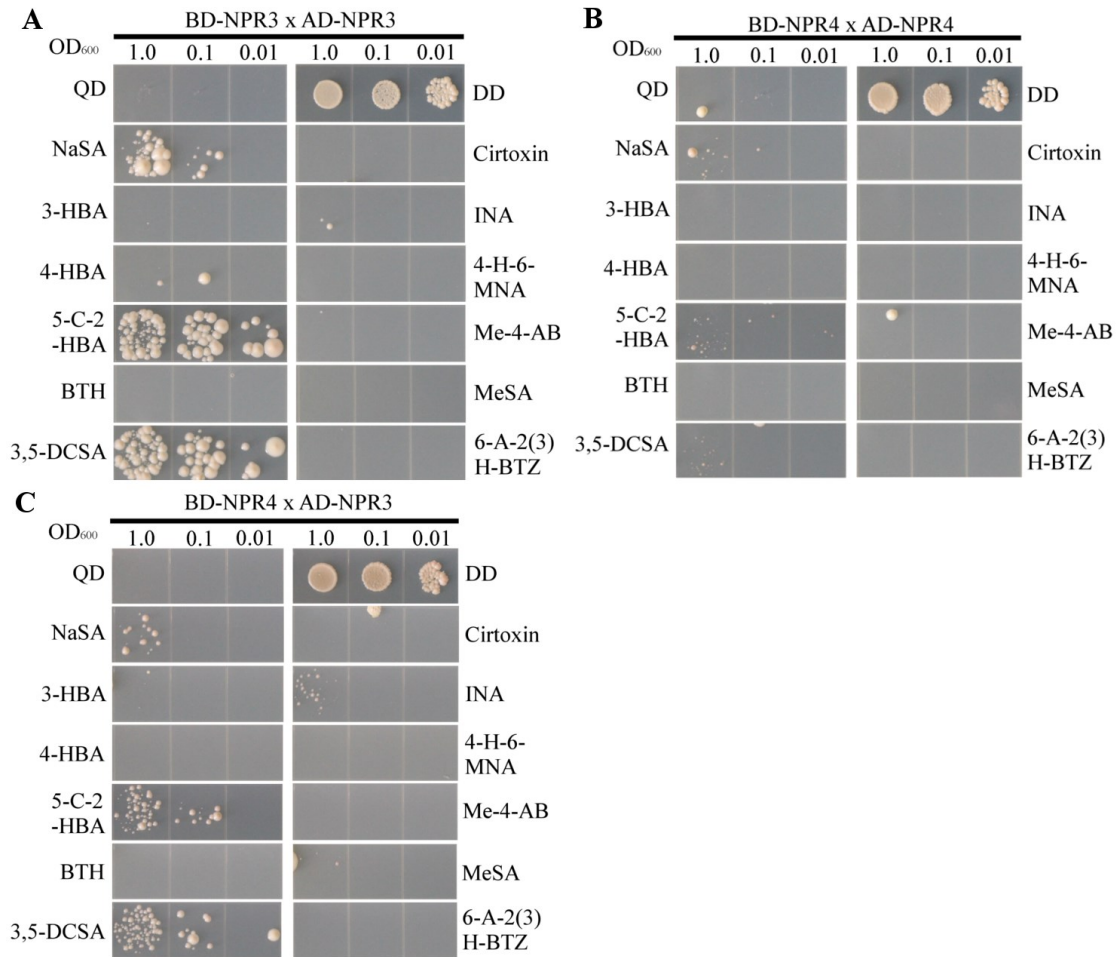 A
BD-NPR3 x AD-NPR3
OD600
1.0 0.1 0.01 1.0 0.1 0.01
QD DD
NaSA Cirtoxin
3-HBA INA
4-HBA 4-H-6-
MNA
5-C-2
-HBA Me-4-AB
BTH MeSA
3,5-DCSA 6-A-2(3)
H-BTZ
B
BD-NPR4 x AD-NPR4
OD600
1.0 0.1 0.01 1.0 0.1 0.01
QD DD
NaSA Cirtoxin
3-HBA INA
4-HBA 4-H-6-
MNA
5-C-2
-HBA Me-4-AB
BTH MeSA
3,5-DCSA 6-A-2(3)
H-BTZ
C
BD-NPR4 x AD-NPR3
OD600
1.0 0.1 0.01 1.0 0.1 0.01
QD DD
NaSA Cirtoxin
3-HBA INA
4-HBA 4-H-6-
MNA
5-C-2
-HBA Me-4-AB
BTH MeSA
3,5-DCSA 6-A-2(3)
H-BTZ